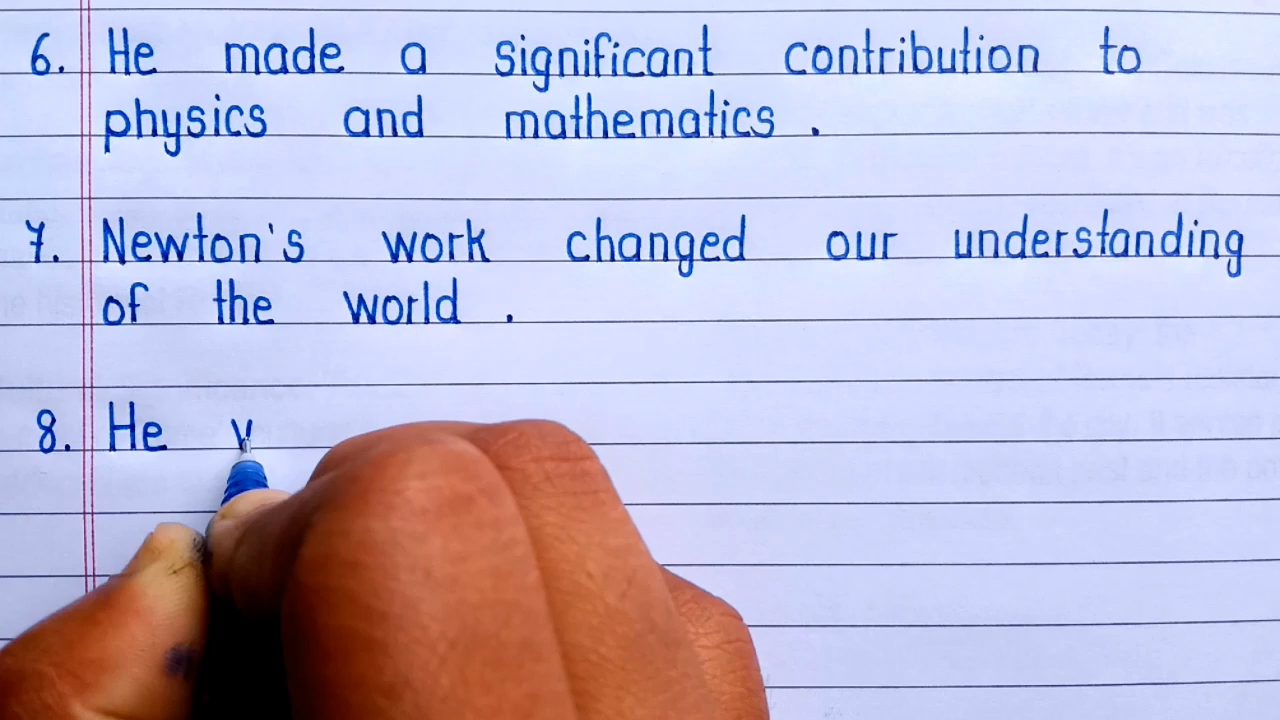 6. He made a significant contribution to
physics and mathematics .
7. Newton's work changed our understanding
of the world .
8. He